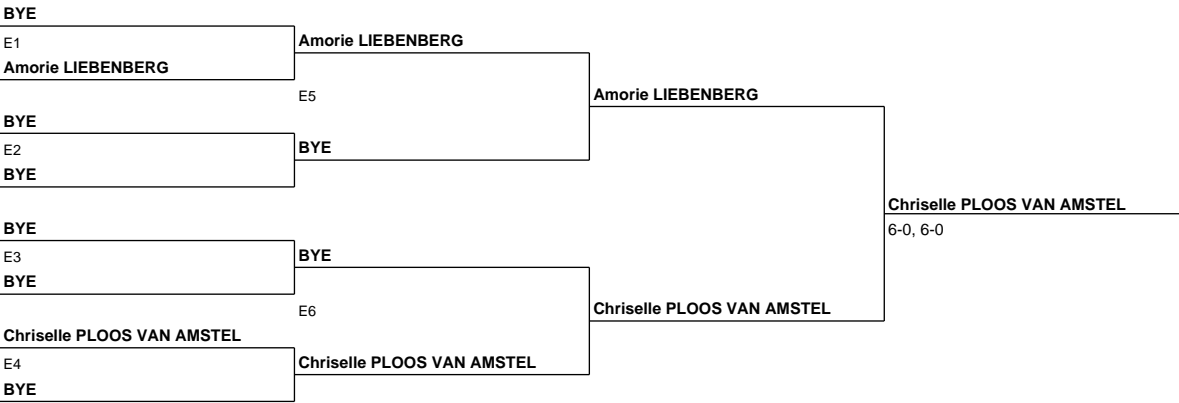 BYE
E1
Amorie LIEBENBERG
Amorie LIEBENBERG
E5
Amorie LIEBENBERG
BYE
E2
BYE
BYE
Chriselle PLOOS VAN AMSTEL
6-0, 6-0
BYE
E3
BYE
BYE
E6
Chriselle PLOOS VAN AMSTEL
Chriselle PLOOS VAN AMSTEL
E4
BYE
Chriselle PLOOS VAN AMSTEL